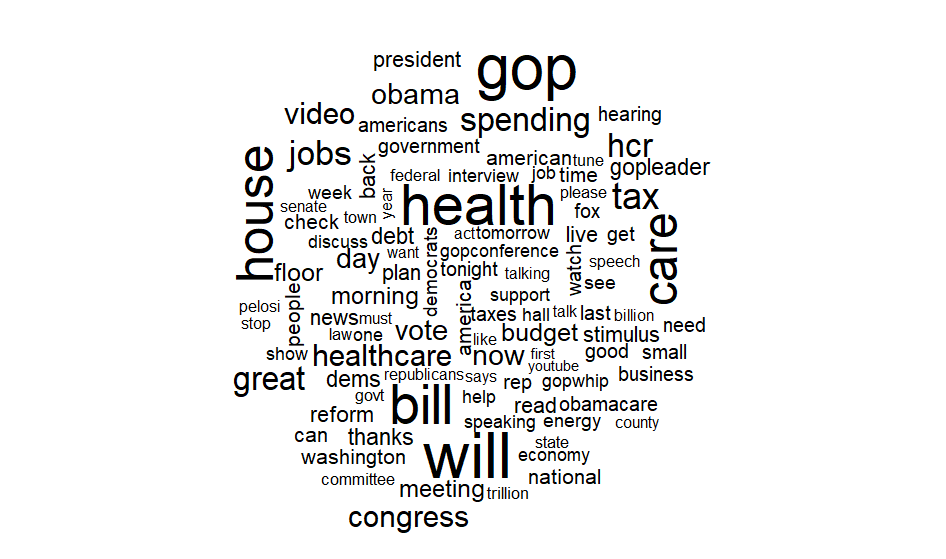 president
gop
obama
video
americans
spending
hearing
government
hcr
jobs
house
back
american
tune
gopleader
federal
interview
job
time
week
year
health
please
tax
senate
check
town
fox
care
discuss
debt
act
tomorrow
live
get
want
democrats
gopconference
day
floor
plan
tonight
talking
watch
speech
see
people
morning
america
support
pelosi
stop
news
must
taxes
hall
talk
last
billion
law
one
vote
like
budget
stimulus
need
show
healthcare
now
first
good
small
youtube
great
dems
republicans
says
rep
gopwhip
business
govt
bill
help
read
obamacare
reform
speaking
energy
county
can
thanks
will
state
washington
economy
committee
meeting
trillion
national
congress